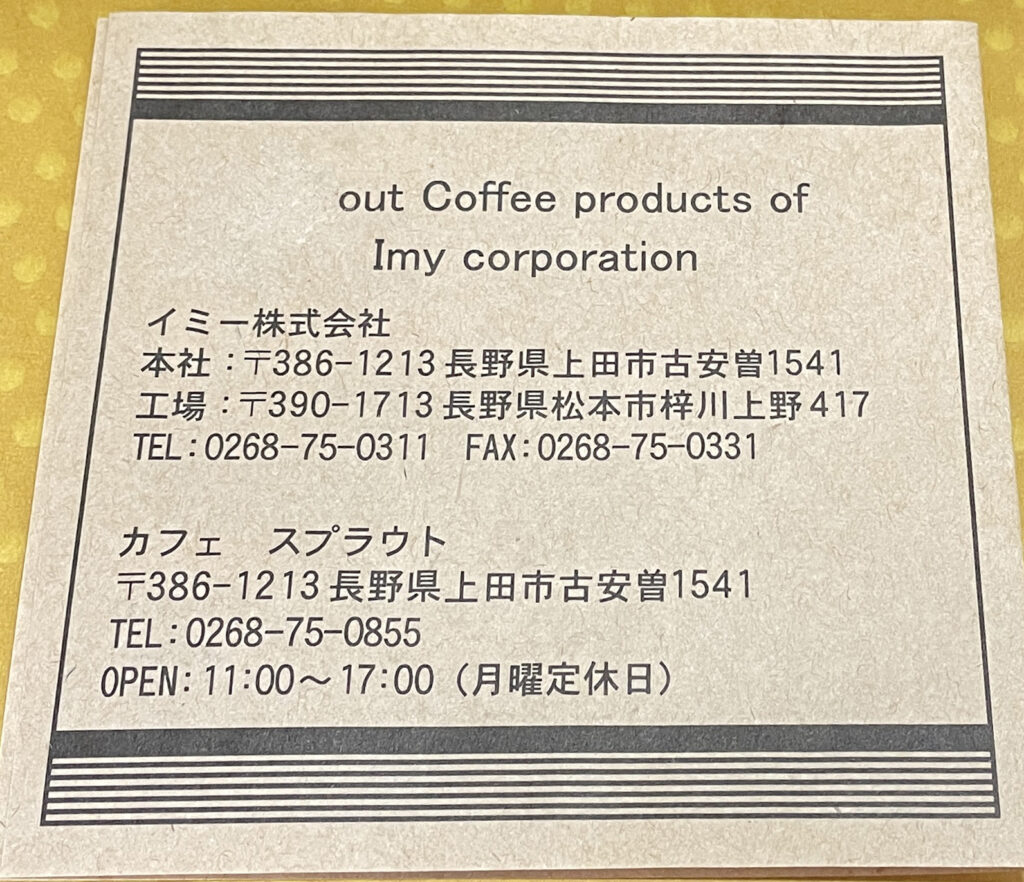 out Coffee products of
Imy corporation
イミー株式会社
本社：〒386-1213 長野県上田市古安曽1541
工場：〒390-1713 長野県松本市梓川上野417
TEL：0268-75-0311　FAX：0268-75-0331
カフェ　スプラウト
〒386-1213 長野県上田市古安曽1541
TEL：0268-75-0855
OPEN：11:00～17:00（月曜定休日）